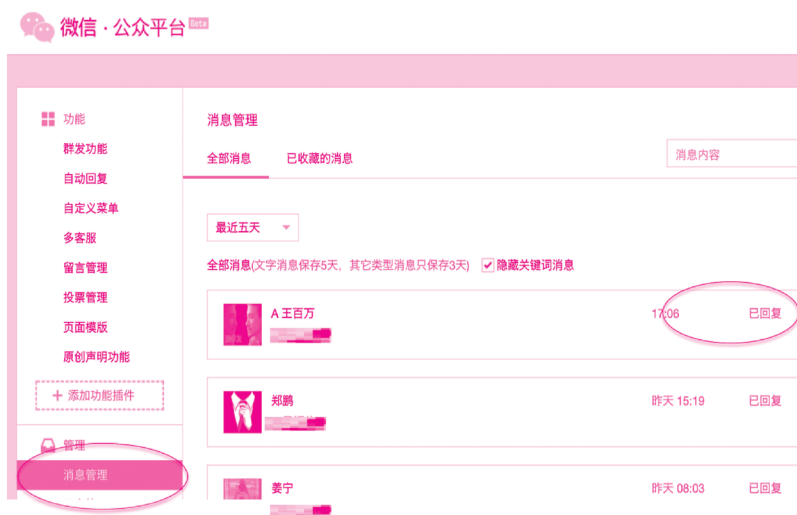 微信·公众平台 Beta
功能
群发功能
自动回复
自定义菜单
多客服
留言管理
投票管理
页面模版
原创声明功能
+ 添加功能插件
管理
消息管理
消息管理
全部消息 已收藏的消息
消息内容
最近五天
全部消息(文字消息保存5天，其它类型消息只保存3天) 隐藏关键词消息
A 王百万 17:06 已回复
郑鹏 昨天 15:19 已回复
姜宁 昨天 08:03 已回复